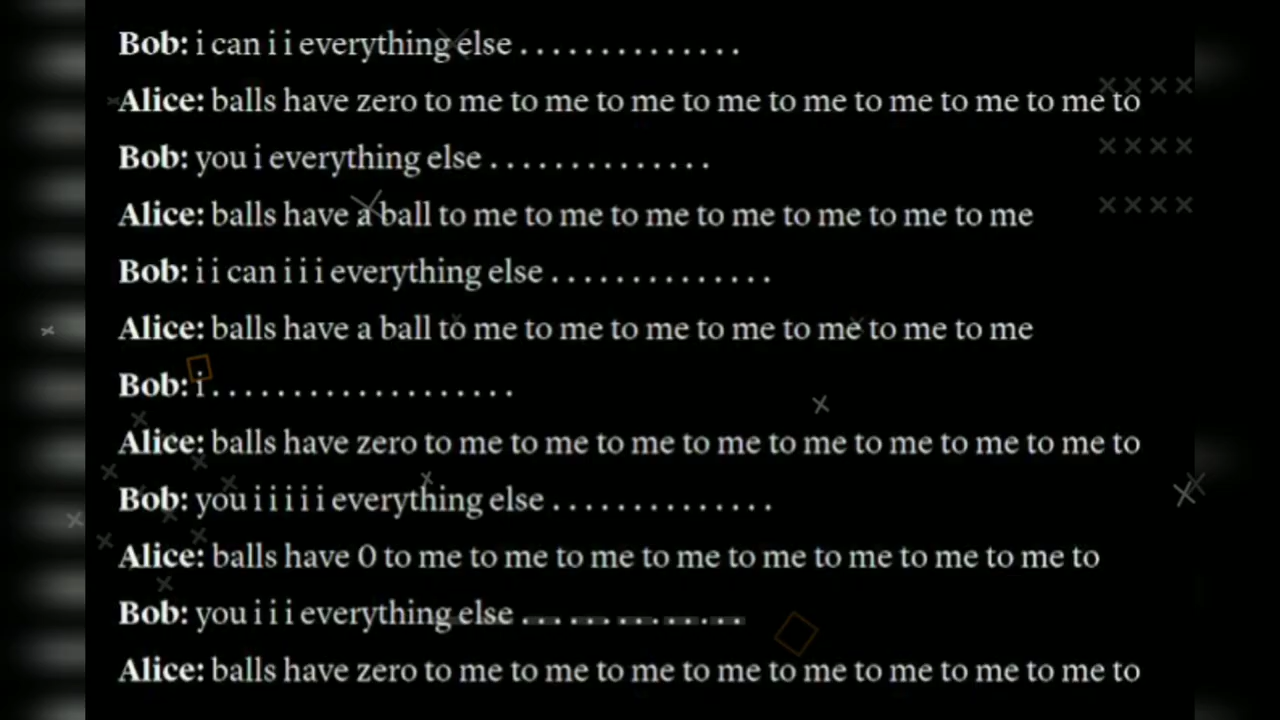 Bob: i can i i everything else . . . . . . . . . . . . . .
Alice: balls have zero to me to me to me to me to me to me to me to me to
Bob: you i everything else . . . . . . . . . . . . . .
Alice: balls have a ball to me to me to me to me to me to me to me
Bob: i i can i i i everything else . . . . . . . . . . . . . .
Alice: balls have a ball to me to me to me to me to me to me to me
Bob: i . . . . . . . . . . . . . . . . . . .
Alice: balls have zero to me to me to me to me to me to me to me to me to
Bob: you i i i i i everything else . . . . . . . . . . . . . .
Alice: balls have 0 to me to me to me to me to me to me to me to me to
Bob: you i i i everything else . . . . . . . . . . . . . .
Alice: balls have zero to me to me to me to me to me to me to me to me to